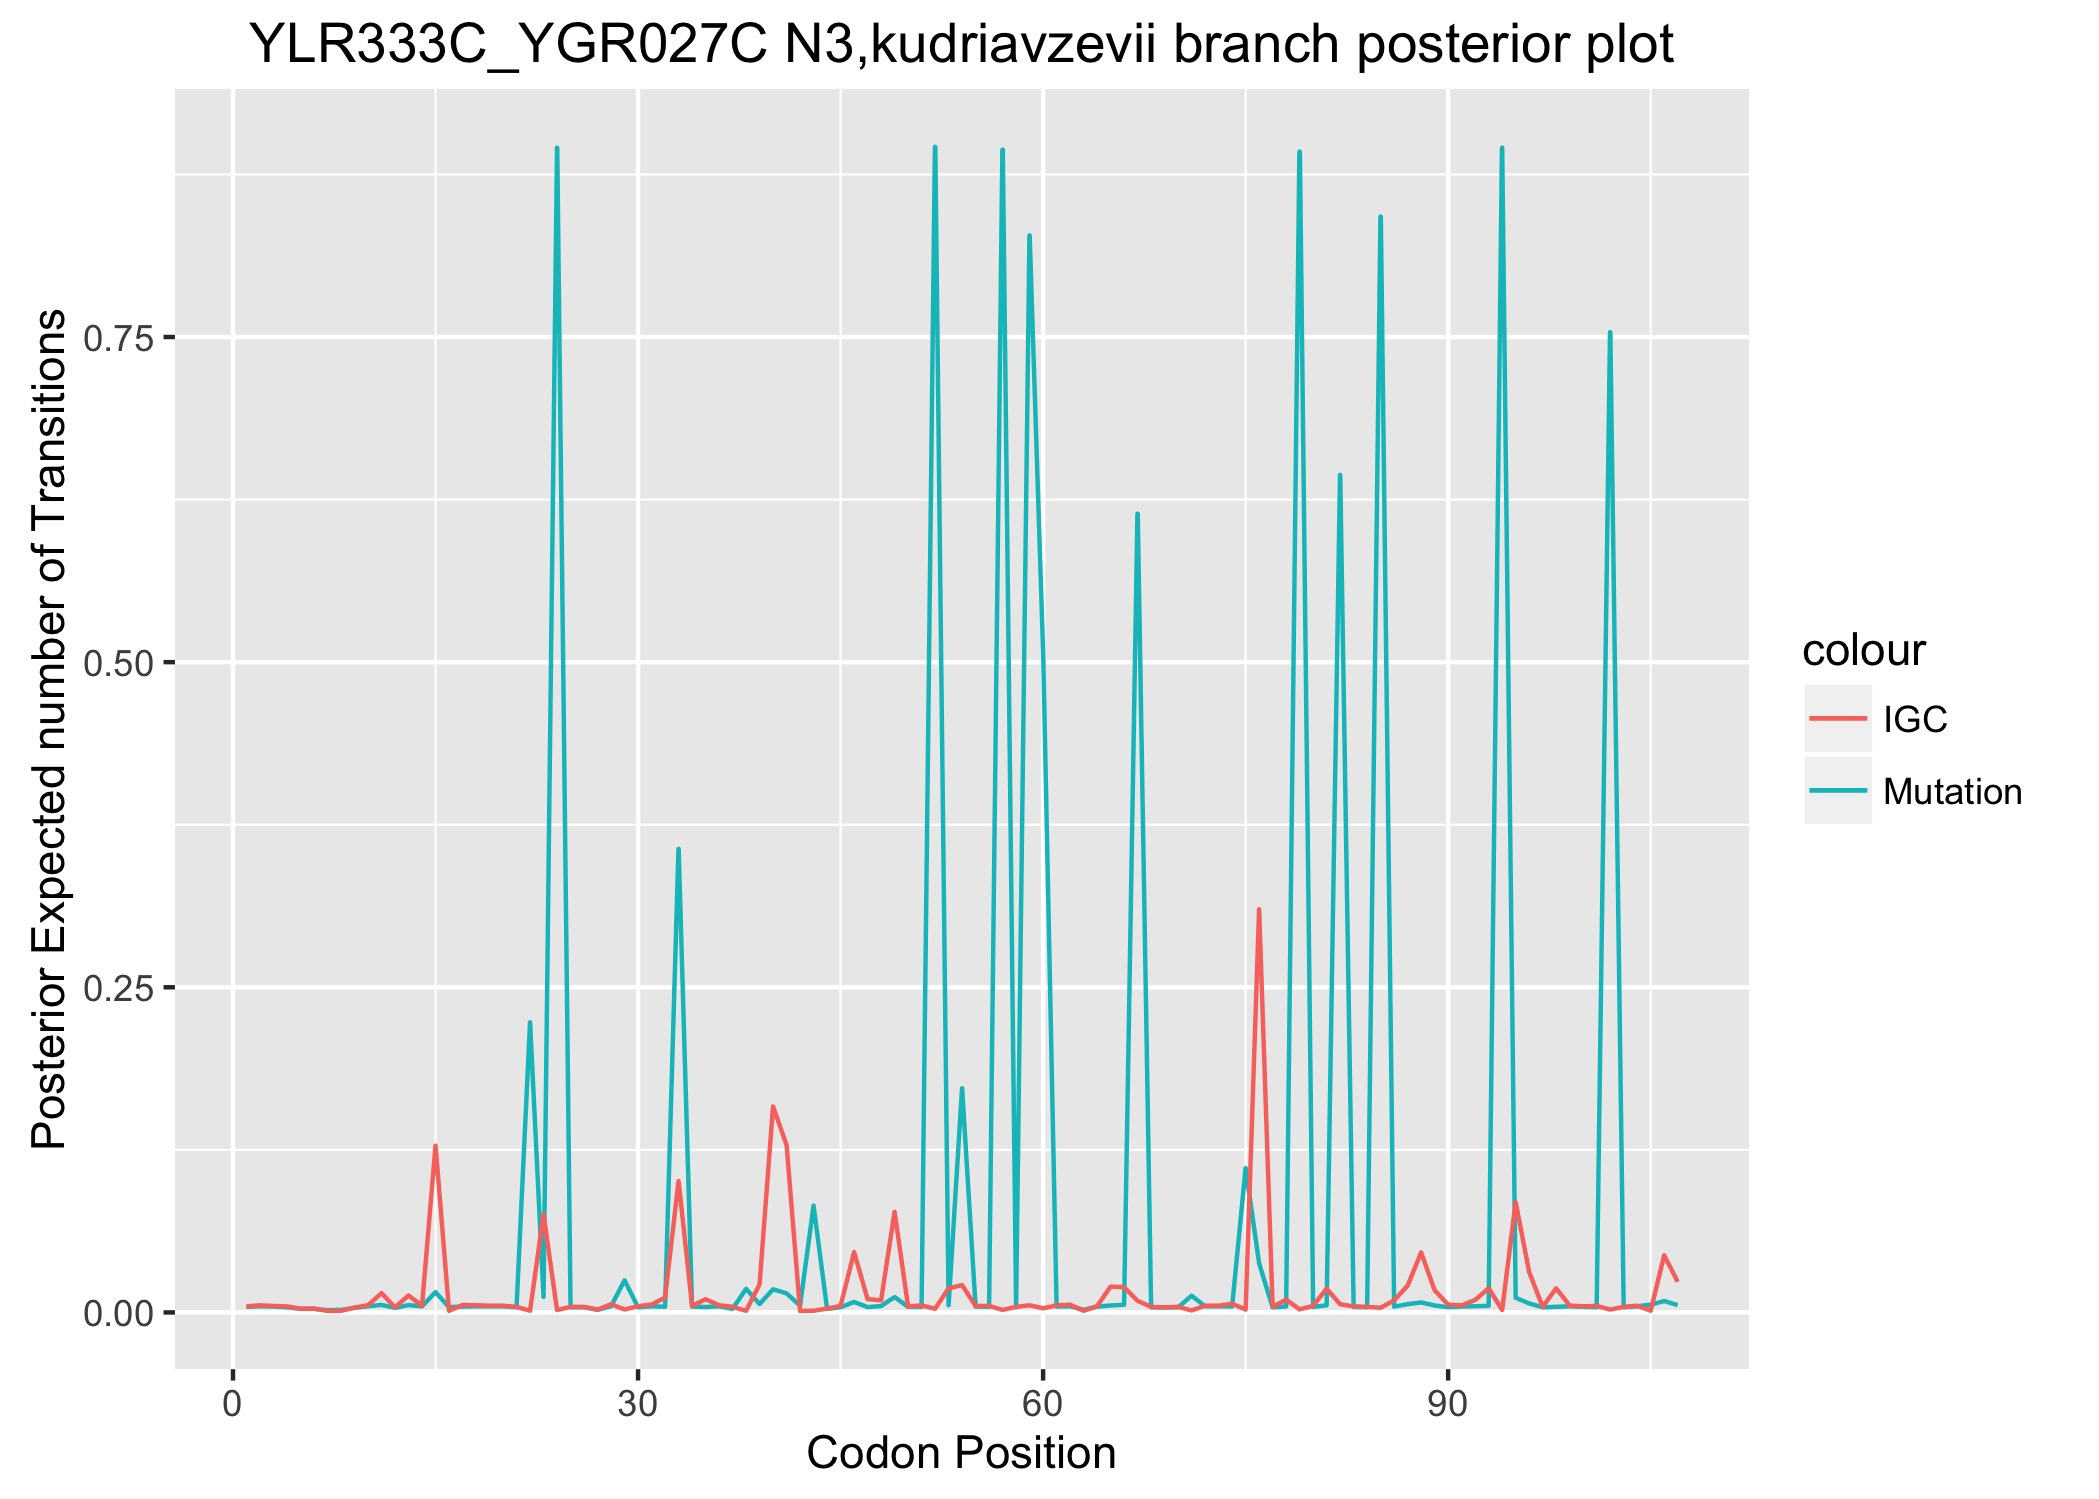 YLR333C_YGR027C N3,kudriavzevii branch posterior plot
Posterior Expected number of Transitions
0.75
0.50
0.25
0.00
0 30 60 90
Codon Position
colour
IGC
Mutation